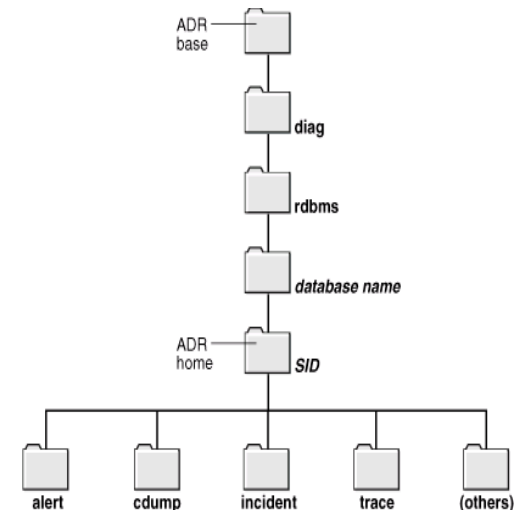 ADR
base
diag
rdbms
database name
ADR
home
SID
alert
cdump
incident
trace
(others)